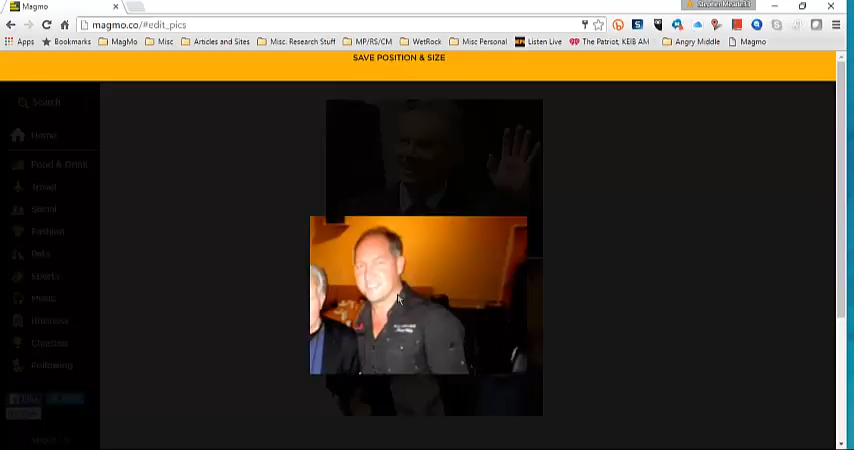 Magmo
StephenMeade33
magmo.co/#edit_pics
Apps Bookmarks MagMo Misc Articles and Sites Misc. Research Stuff MP/RS/CM WetRock Misc Personal Listen Live The Patriot, KEIB AM Angry Middle Magmo
SAVE POSITION & SIZE
Search
Home
Food & Drink
Travel
Social
Fashion
Pets
Sports
Music
Business
Charities
Following